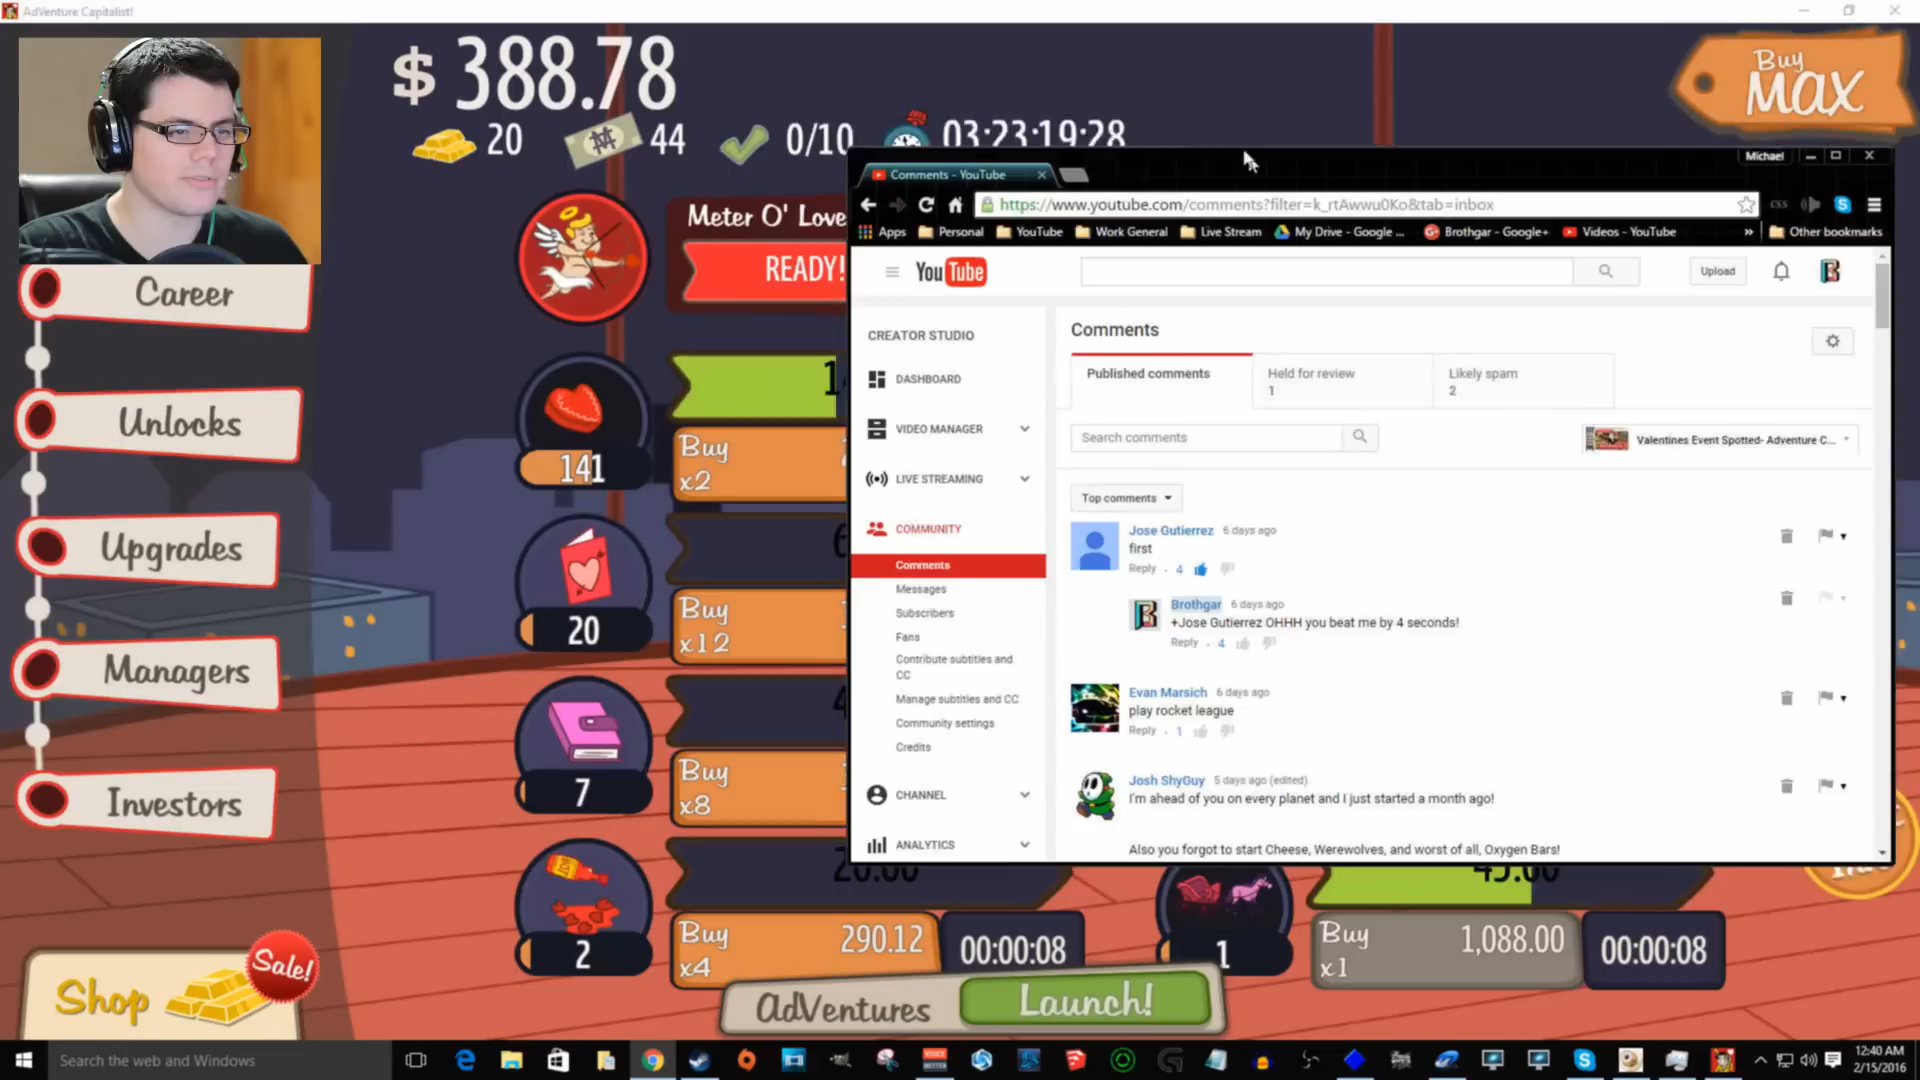 AdVenture Capitalist!
$ 388.78
20
44
0/10
03:23:19:28
Buy
MAX
Career
Unlocks
Upgrades
Managers
Investors
Shop
Sale!
Meter O' Love
READY!
141
Buy
x2
20
Buy
x12
7
Buy
x8
2
Buy 290.12
x4
00:00:08
1
Buy 1,088.00
x1
00:00:08
AdVentures
Launch!
Michael
Comments - YouTube
https://www.youtube.com/comments?filter=k_rtAwwu0Ko&tab=inbox
Apps Personal YouTube Work General Live Stream My Drive - Google ... Brothgar - Google+ Videos - YouTube » Other bookmarks
YouTube
Upload
CREATOR STUDIO
DASHBOARD
VIDEO MANAGER
LIVE STREAMING
COMMUNITY
Comments
Messages
Subscribers
Fans
Contribute subtitles and
CC
Manage subtitles and CC
Community settings
Credits
CHANNEL
ANALYTICS
Comments
Published comments
Held for review
1
Likely spam
2
Search comments
Valentines Event Spotted- Adventure C...
Top comments
Jose Gutierrez 6 days ago
first
Reply · 4
Brothgar 6 days ago
+Jose Gutierrez OHHH you beat me by 4 seconds!
Reply · 4
Evan Marsich 6 days ago
play rocket league
Reply · 1
Josh ShyGuy 5 days ago (edited)
I'm ahead of you on every planet and I just started a month ago!
Also you forgot to start Cheese, Werewolves, and worst of all, Oxygen Bars!
Search the web and Windows
12:40 AM
2/15/2016